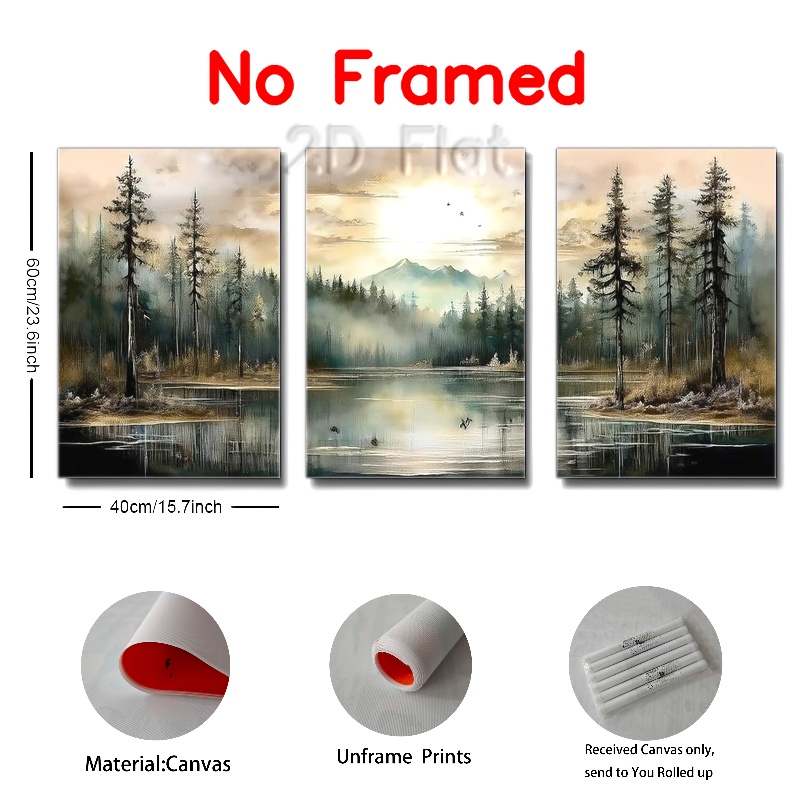 No Framed
2D Flat
60cm/23.6inch
40cm/15.7inch
Material:Canvas
Unframe Prints
Received Canvas only,
send to You Rolled up